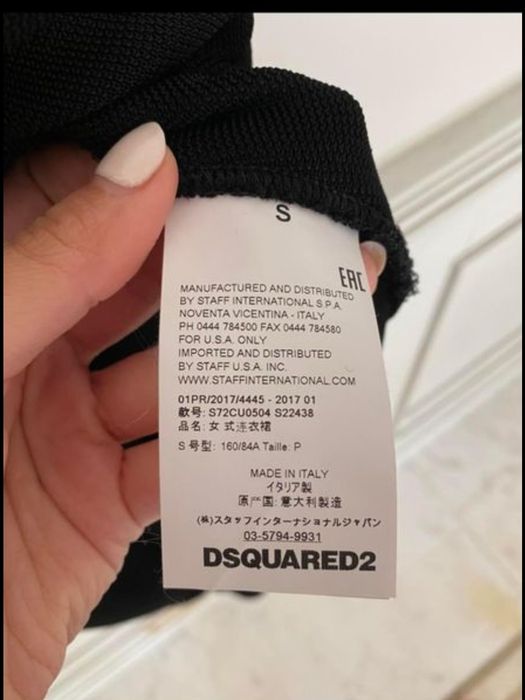 S
EAC
MANUFACTURED AND DISTRIBUTED
BY STAFF INTERNATIONAL S.P.A.
NOVENTA VICENTINA - ITALY
PH 0444 784500 FAX 0444 784580
FOR U.S.A. ONLY
IMPORTED AND DISTRIBUTED
BY STAFF U.S.A. INC.
WWW.STAFFINTERNATIONAL.COM
01PR/2017/4445 - 2017 01
款号: S72CU0504 S22438
品名: 女式连衣裙
S 号型: 160/84A Taille: P
MADE IN ITALY
イタリア製
原产国: 意大利製造
(株)スタッフインターナショナルジャパン
03-5794-9931
DSQUARED2